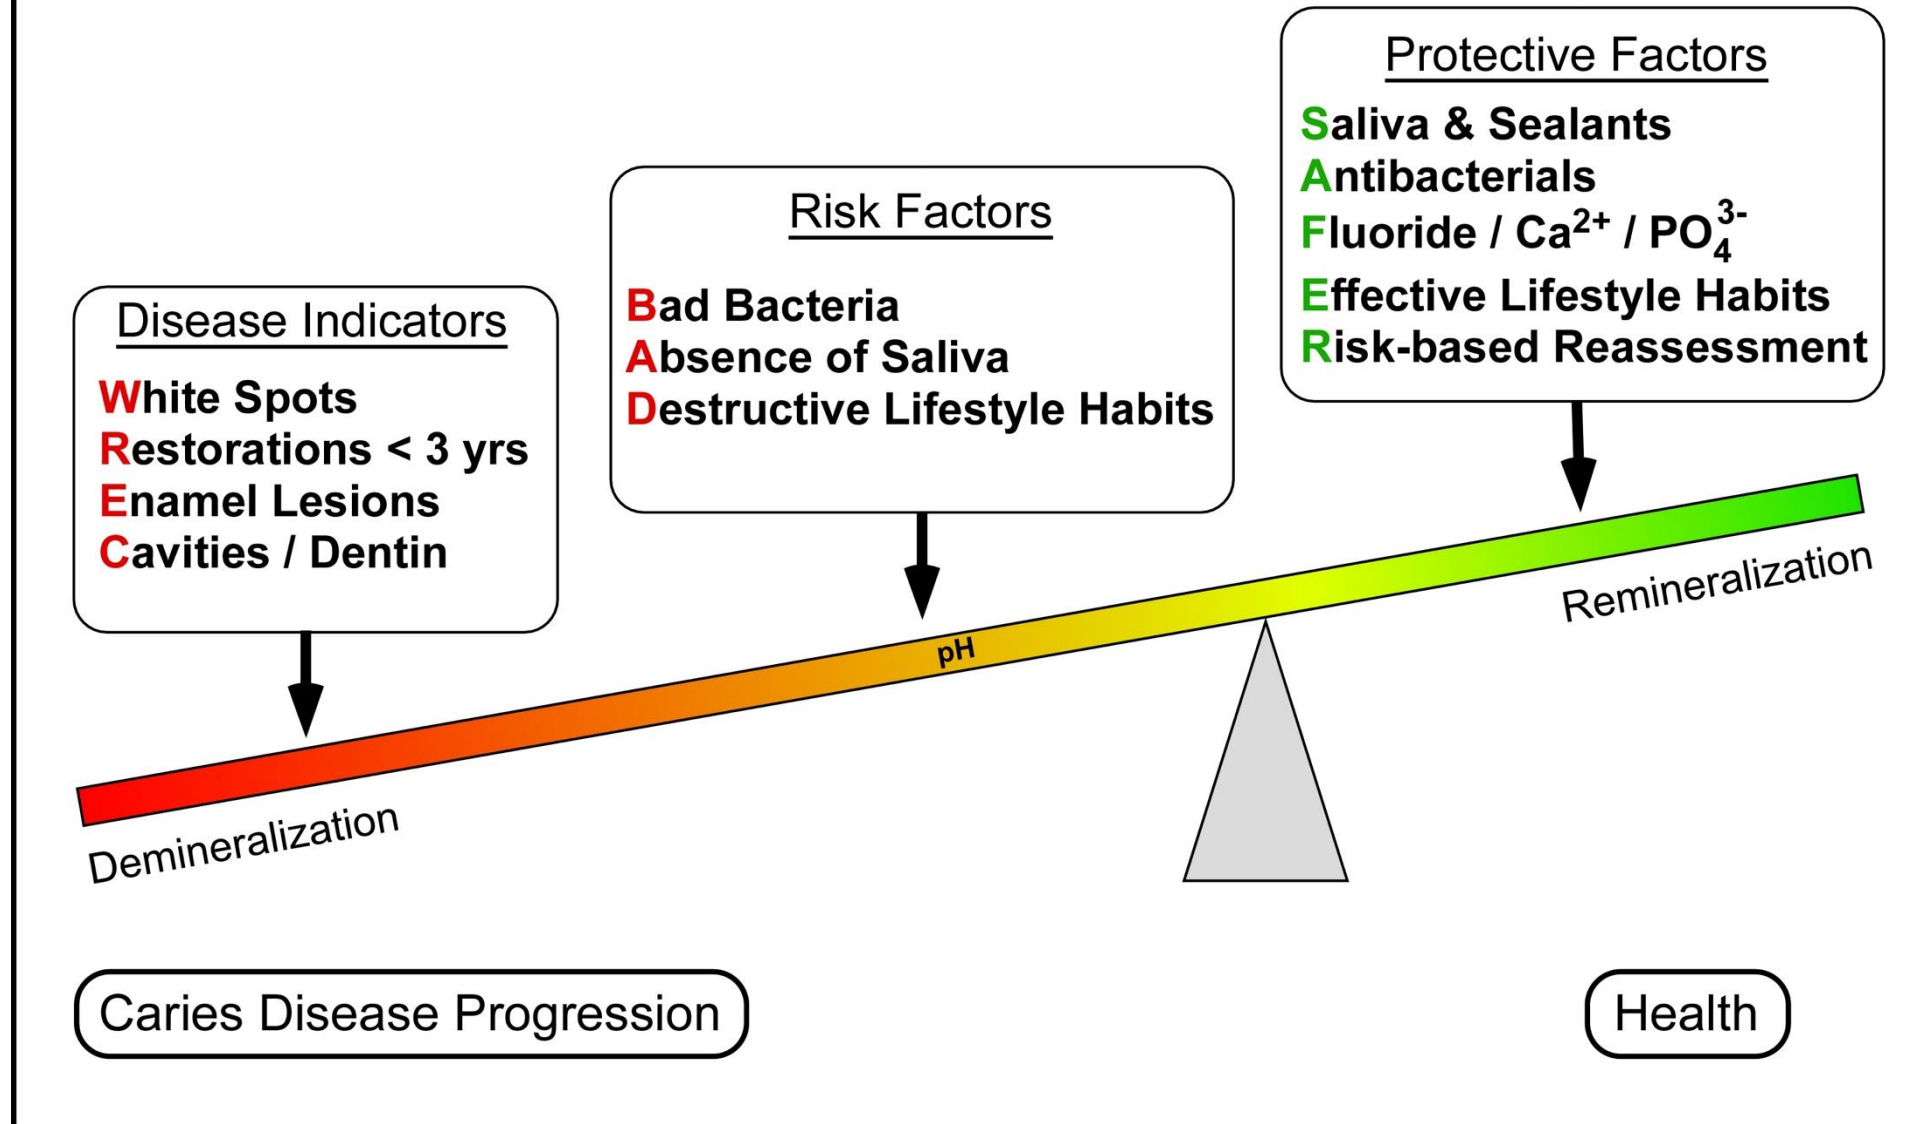 Disease Indicators
White Spots
Restorations < 3 yrs
Enamel Lesions
Cavities / Dentin
Risk Factors
Bad Bacteria
Absence of Saliva
Destructive Lifestyle Habits
Protective Factors
Saliva & Sealants
Antibacterials
Fluoride / Ca²⁺ / PO₄³⁻
Effective Lifestyle Habits
Risk-based Reassessment
pH
Demineralization
Remineralization
Caries Disease Progression
Health